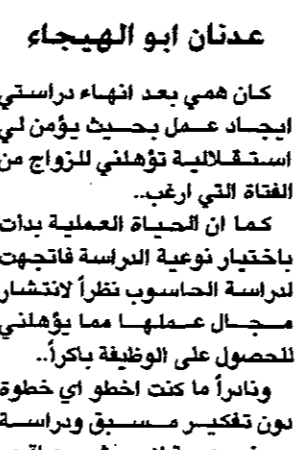 عدنان ابو الهيجاء
كان همي بعد انهاء دراستي
ايجاد عمل بحيث يؤمن لي
استقلالية تؤهلني للزواج من
الفتاة التي ارغب..
كما ان الحياة العملية بدأت
باختيار نوعية الدراسة فاتجهت
لدراسة الحاسوب نظراً لانتشار
مجال عملها مما يؤهلني
للحصول على الوظيفة باكراً..
ونادراً ما كنت اخطو اي خطوة
دون تفكير مسبق ودراسة